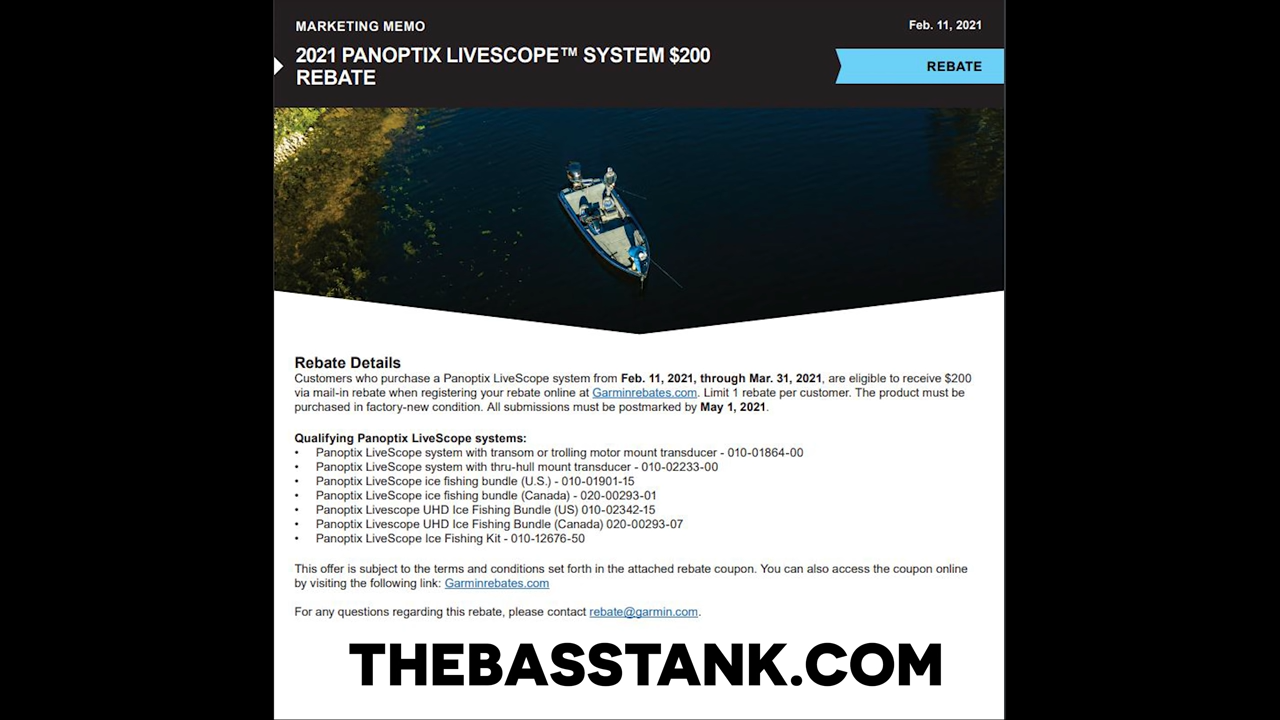 MARKETING MEMO
Feb. 11, 2021
2021 PANOPTIX LIVESCOPE™ SYSTEM $200
REBATE
REBATE
Rebate Details
Customers who purchase a Panoptix LiveScope system from Feb. 11, 2021, through Mar. 31, 2021, are eligible to receive $200
via mail-in rebate when registering your rebate online at Garminrebates.com. Limit 1 rebate per customer. The product must be
purchased in factory-new condition. All submissions must be postmarked by May 1, 2021.
Qualifying Panoptix LiveScope systems:
• Panoptix LiveScope system with transom or trolling motor mount transducer - 010-01864-00
• Panoptix LiveScope system with thru-hull mount transducer - 010-02233-00
• Panoptix LiveScope ice fishing bundle (U.S.) - 010-01901-15
• Panoptix LiveScope ice fishing bundle (Canada) - 020-00293-01
• Panoptix Livescope UHD Ice Fishing Bundle (US) 010-02342-15
• Panoptix Livescope UHD Ice Fishing Bundle (Canada) 020-00293-07
• Panoptix LiveScope Ice Fishing Kit - 010-12676-50
This offer is subject to the terms and conditions set forth in the attached rebate coupon. You can also access the coupon online
by visiting the following link: Garminrebates.com
For any questions regarding this rebate, please contact rebate@garmin.com.
THEBASSTANK.COM